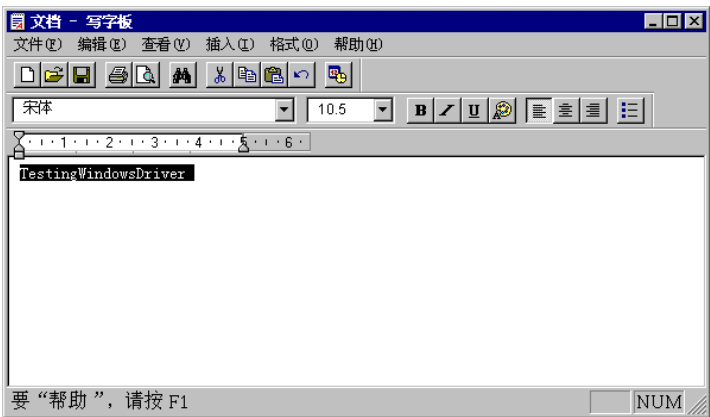 文档 - 写字板
文件(F) 编辑(E) 查看(V) 插入(I) 格式(O) 帮助(H)
宋体 10.5 B I U
1 2 3 4 5 6
TestingWindowsDriver
要“帮助”，请按 F1 NUM